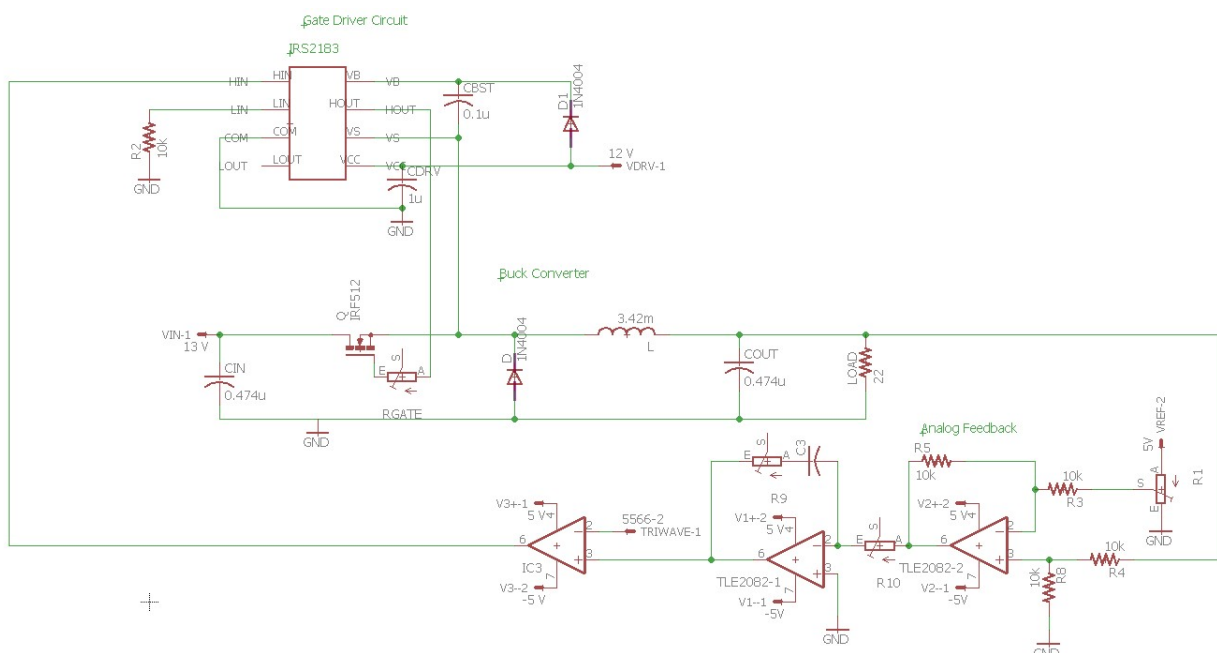 Gate Driver Circuit
IRS2183
HIN HIN VB VB
LIN LIN HOUT HOUT
COM COM VS VS
LOUT LOUT VCC VCC
CBST
0.1u
D1
1N4004
R2
10k
GND
12 V
VDRV-1
CDRV
1u
GND
Buck Converter
Q
IRF512
VIN-1
13 V
CIN
0.474u
S
E A
RGATE
GND
D
1N4004
3.42m
L
COUT
0.474u
LOAD
22
Analog Feedback
VREF-2
5V
A
S
E
R1
GND
R5
10k
10k
R3
S
E A
C3
R9
V3+-1
5 V 4
6
2
3
IC3
7
V3--2
-5 V
5566-2
TRIWAVE-1
V1+-2
5 V 4
6
2
3
TLE2082-1
7
V1--1
-5V
GND
S
E A
R10
V2+-2
5 V 4
6
2
3
TLE2082-2
7
V2--1
-5V
10k
R8
10k
R4
GND